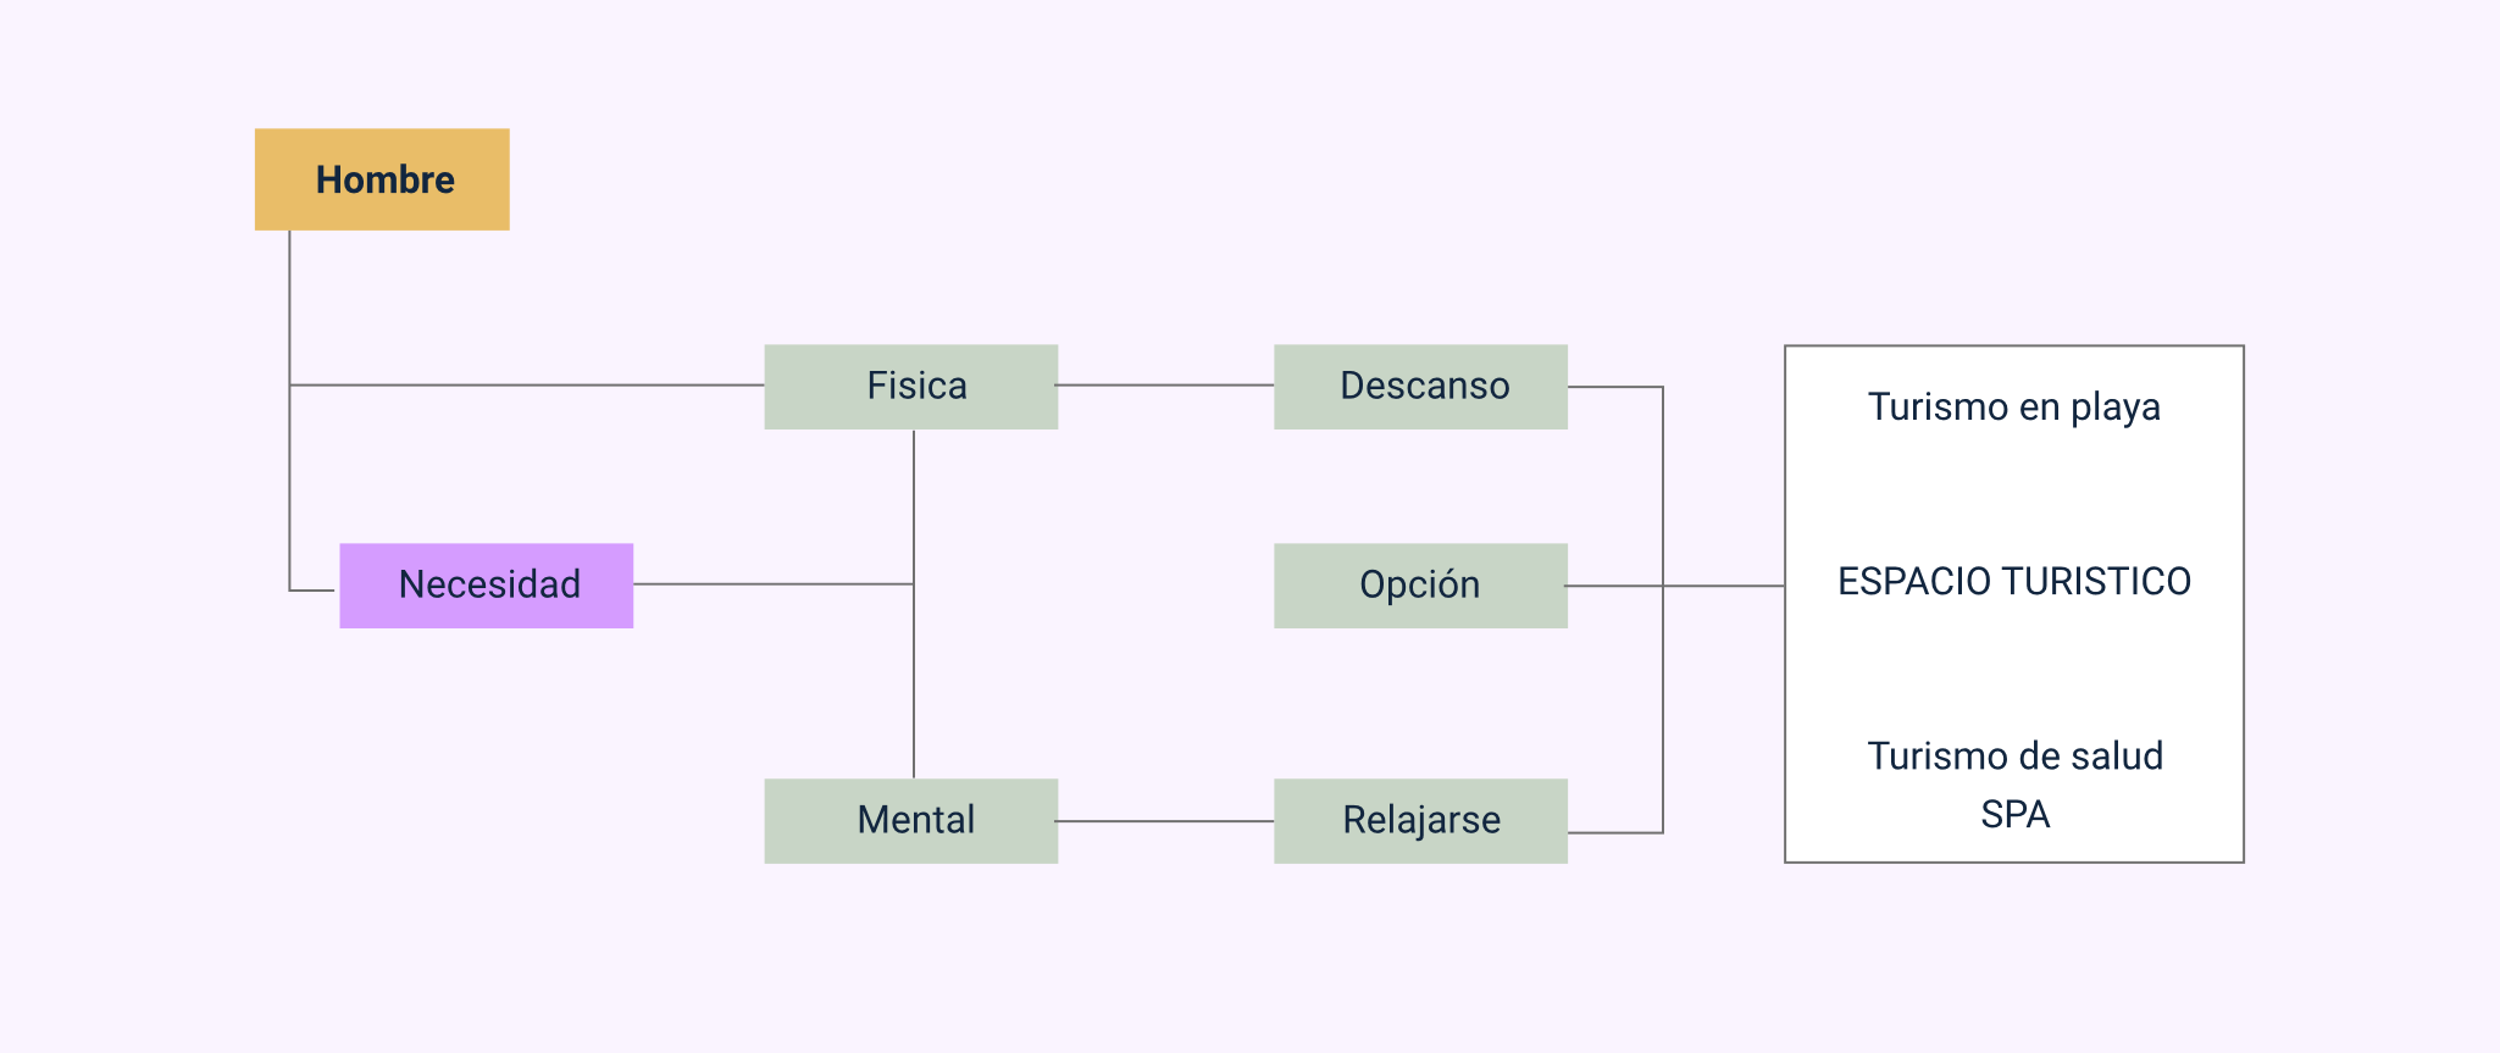 Hombre
Fisica
Descanso
Turismo en playa
Necesidad
Opción
ESPACIO TURISTICO
Mental
Relajarse
Turismo de salud
SPA